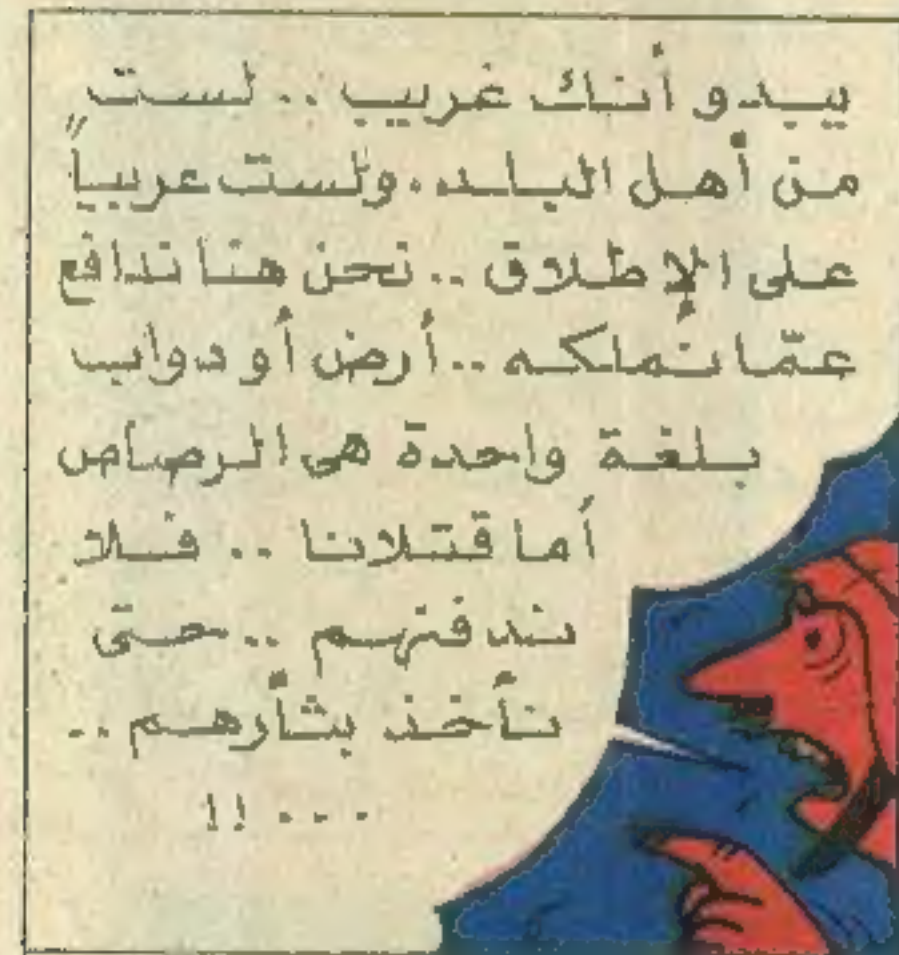 يبدو أنك غريب .. لست
من أهل البلد . ولست عربياً
على الإطلاق .. نحن هنا ندافع
عمّا نملكه .. أرض أو دواب
بلغة واحدة هى الرصاص
أما قتلانا .. فلا
ندفنهم .. حتى
نأخذ بثأرهم ..
... !!